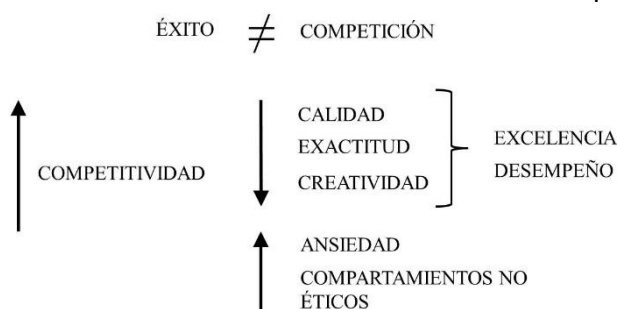 ÉXITO ≠ COMPETICIÓN
CALIDAD
EXACTITUD
CREATIVIDAD
EXCELENCIA
DESEMPEÑO
COMPETITIVIDAD
ANSIEDAD
COMPARTAMIENTOS NO
ÉTICOS